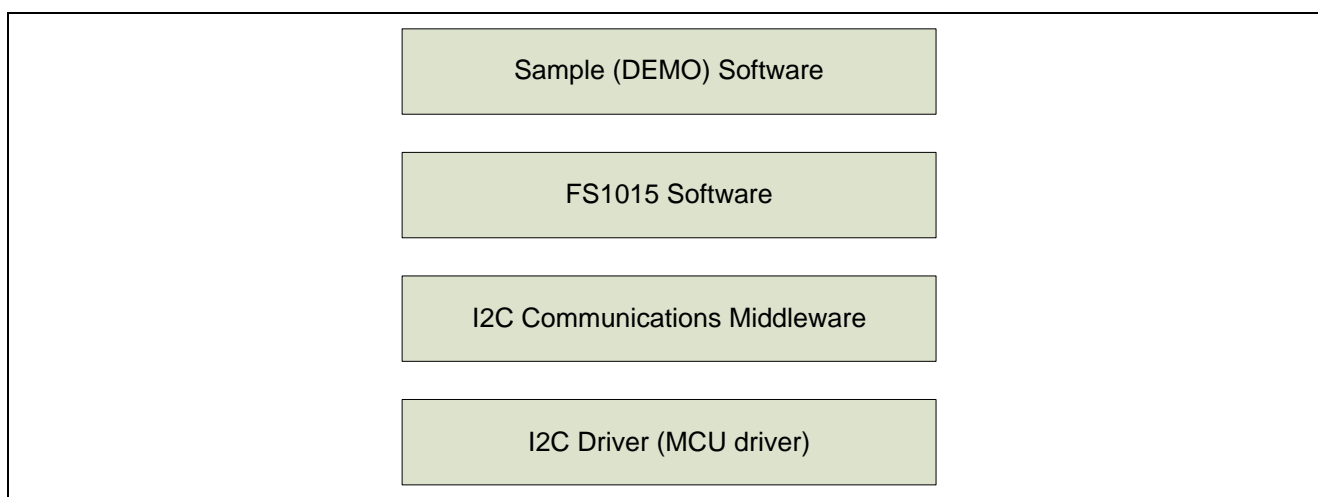 Sample (DEMO) Software
FS1015 Software
I2C Communications Middleware
I2C Driver (MCU driver)